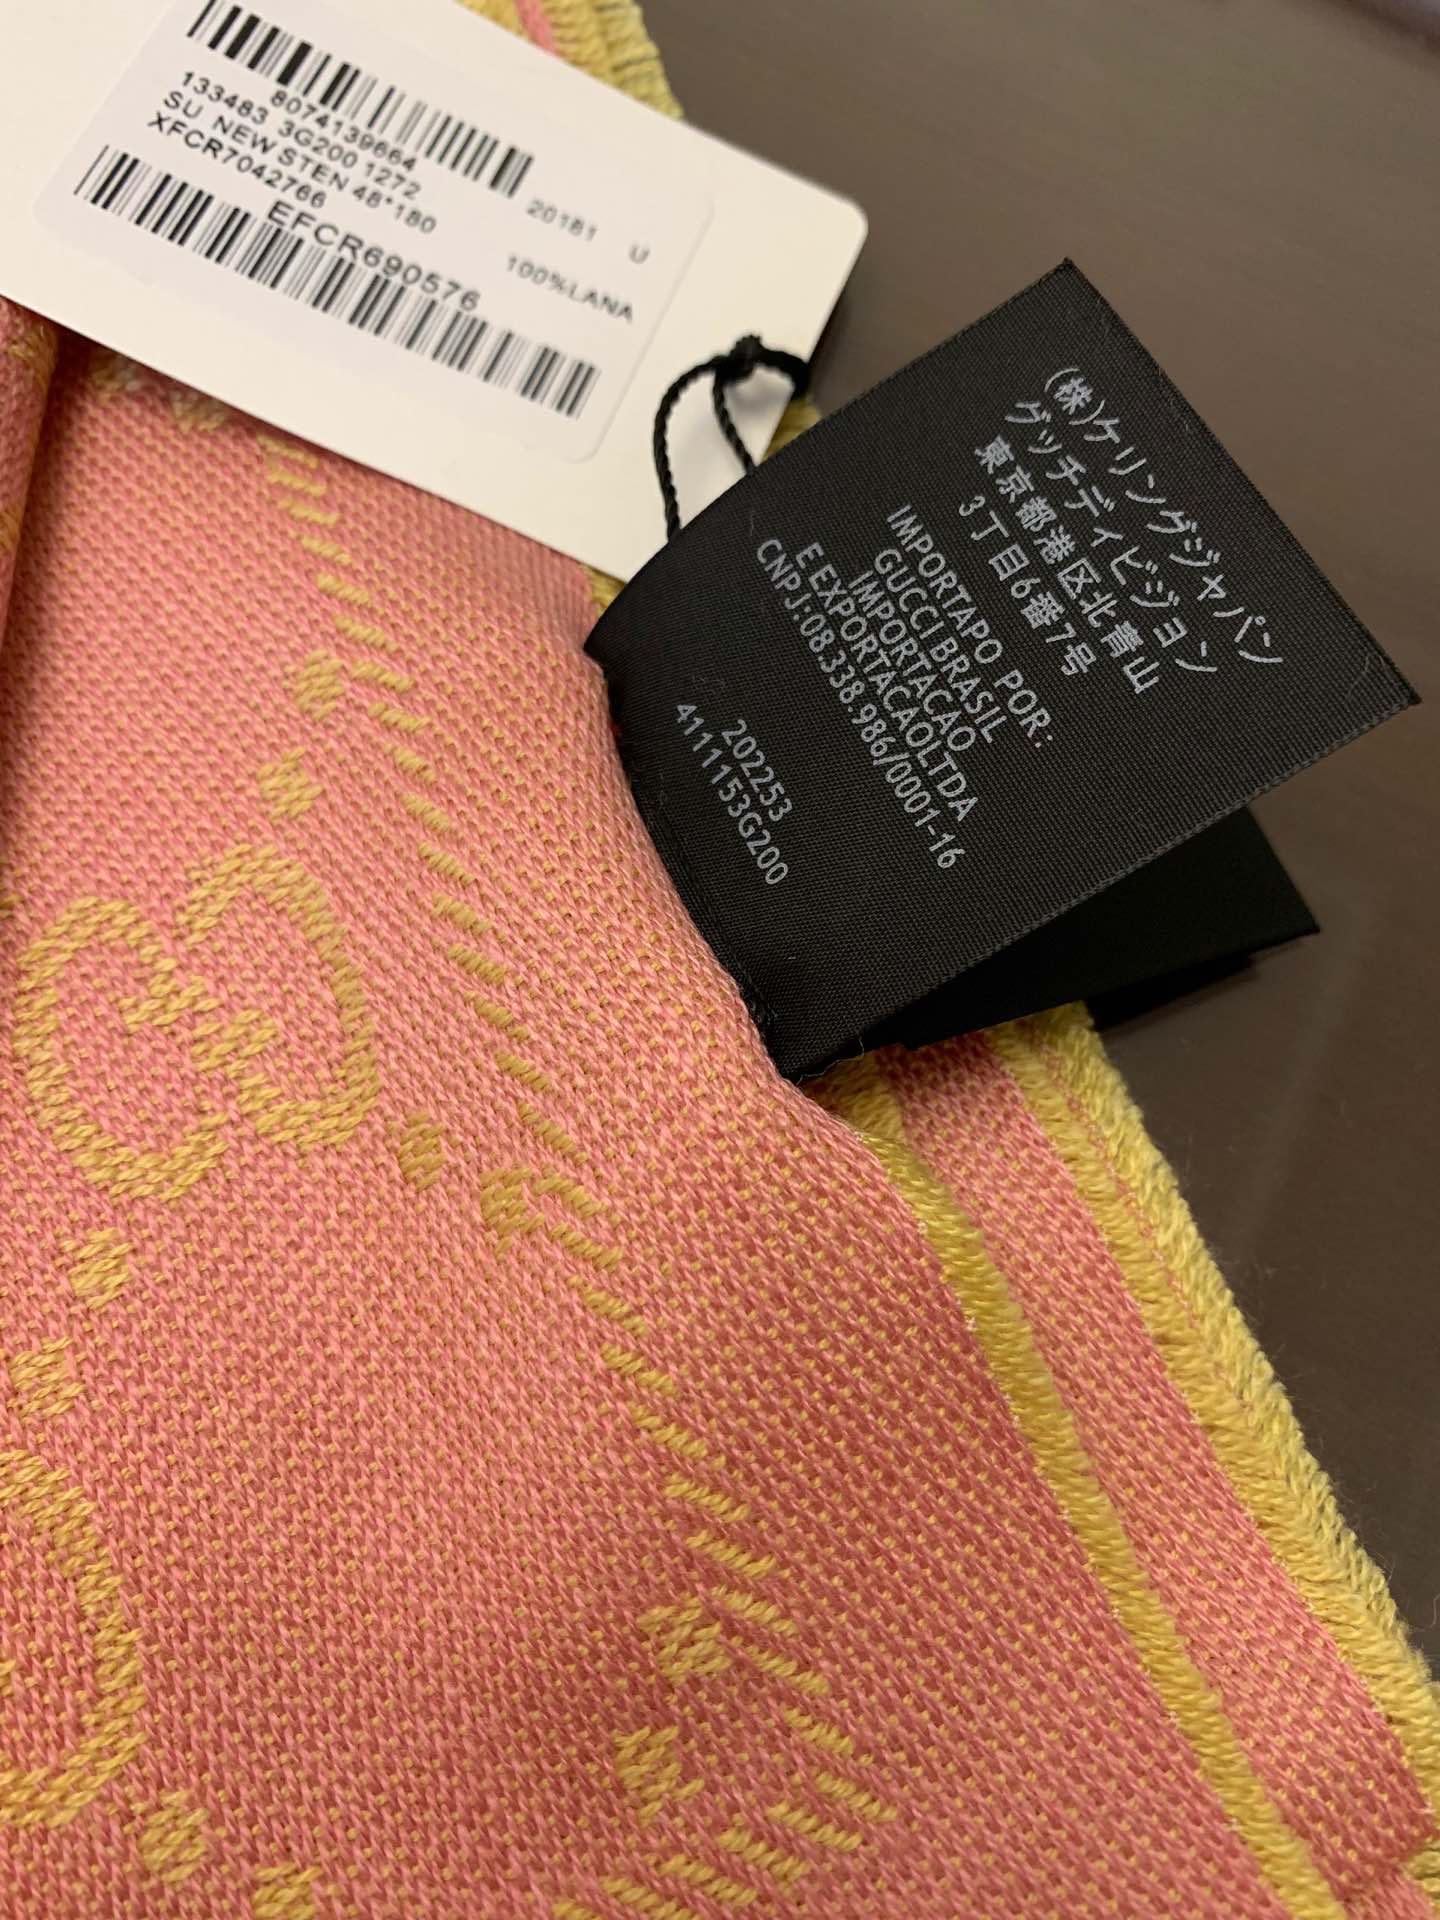 8074139664
133483 3G200 1272
20181 U
SU NEW STEN 48*180
XFCR7042766
100%LANA
EFCR690576
(株)ケリングジャパン
グッチディビジョン
東京都港区北青山
3丁目6番7号
IMPORTAPO POR:
GUCCI BRASIL
IMPORTACAO
E EXPORTACAOLTDA
CNPJ:08.338.986/0001-16
202253
4111153G200